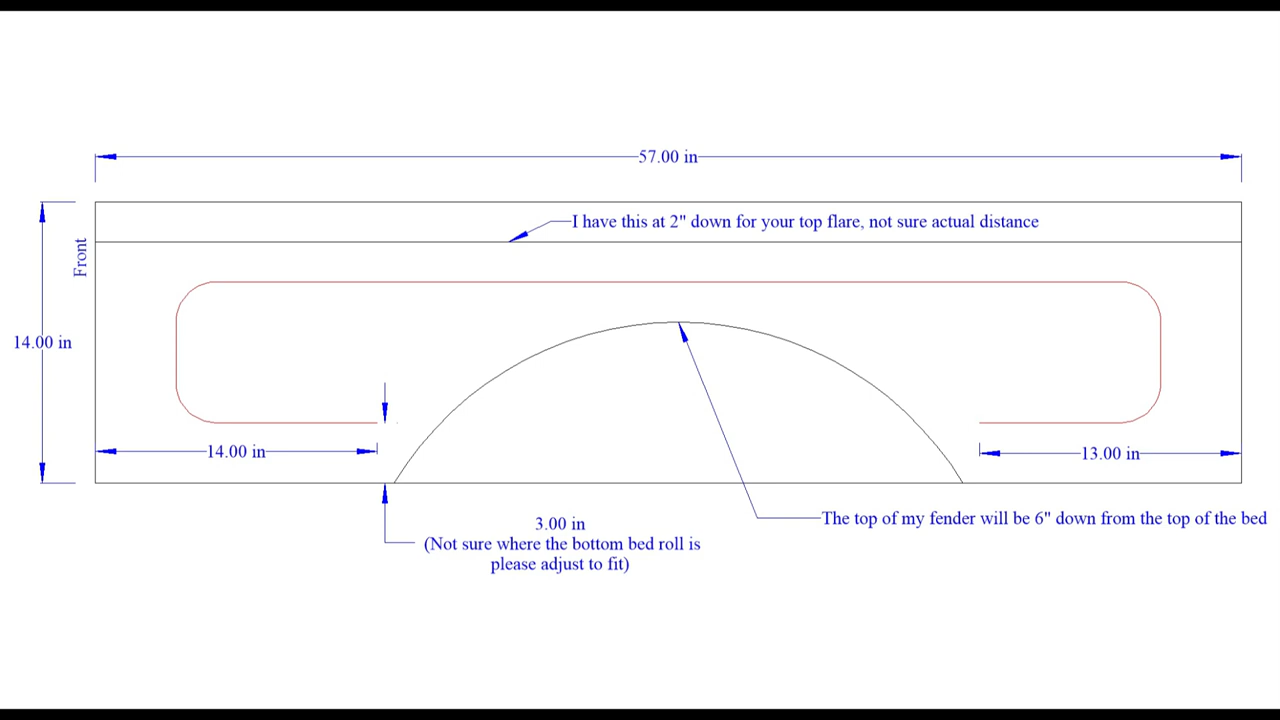 57.00 in
I have this at 2" down for your top flare, not sure actual distance
Front
14.00 in
14.00 in
13.00 in
3.00 in
(Not sure where the bottom bed roll is
please adjust to fit)
The top of my fender will be 6" down from the top of the bed